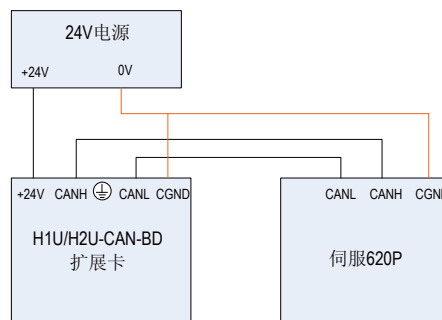 24V电源
+24V 0V
+24V CANH CANL CGND
H1U/H2U-CAN-BD
扩展卡
CANL CANH CGN
伺服620P